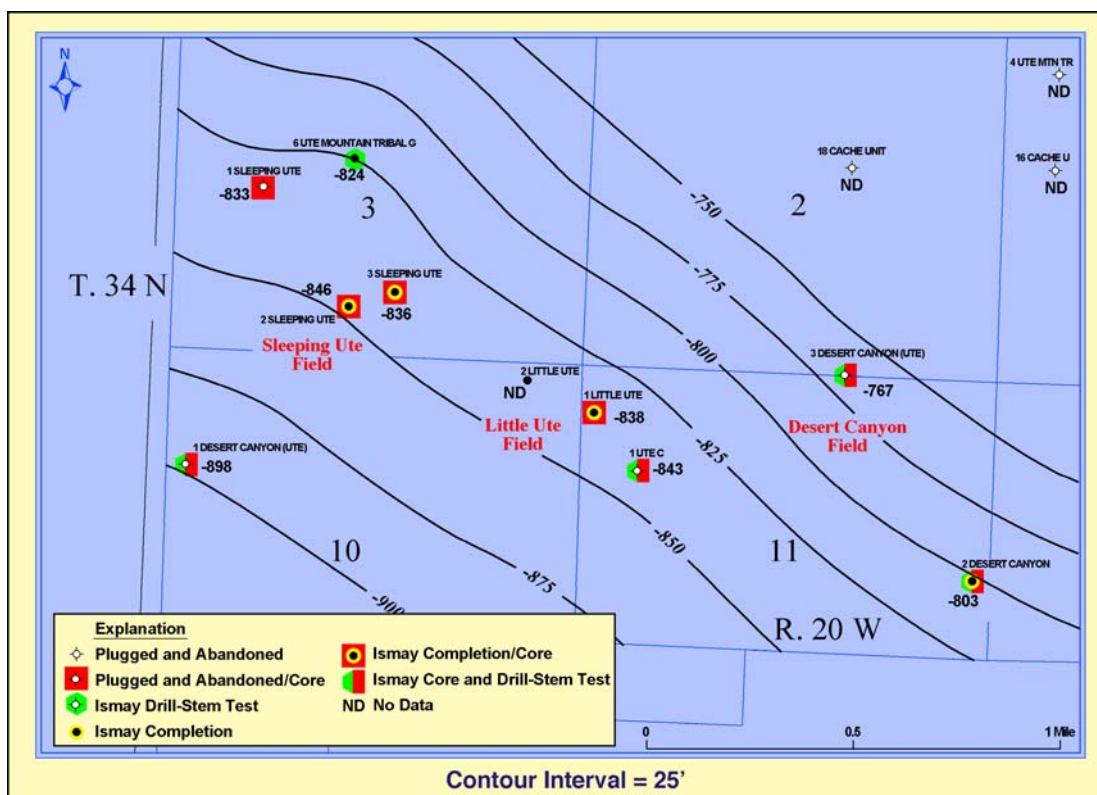 N
4 UTE MTN TR
ND
6 UTE MOUNTAIN TRIBAL G
18 CACHE UNIT
ND
16 CACHE U
ND
-824
1 SLEEPING UTE
-833
3
2
-750
3 SLEEPING UTE
T. 34 N
-775
-846
-836
2 SLEEPING UTE
Sleeping Ute
Field
-800
3 DESERT CANYON (UTE)
2 LITTLE UTE
ND
-767
1 LITTLE UTE
-838
Little Ute
Field
Desert Canyon
Field
1 DESERT CANYON (UTE)
-825
1 UTE C
-898
-843
-850
10
11
2 DESERT CANYON
-875
-803
-900
R. 20 W
Explanation
Plugged and Abandoned
Plugged and Abandoned/Core
Ismay Drill-Stem Test
Ismay Completion
Ismay Completion/Core
Ismay Core and Drill-Stem Test
ND No Data
0
0.5
1 Mile
Contour Interval = 25'